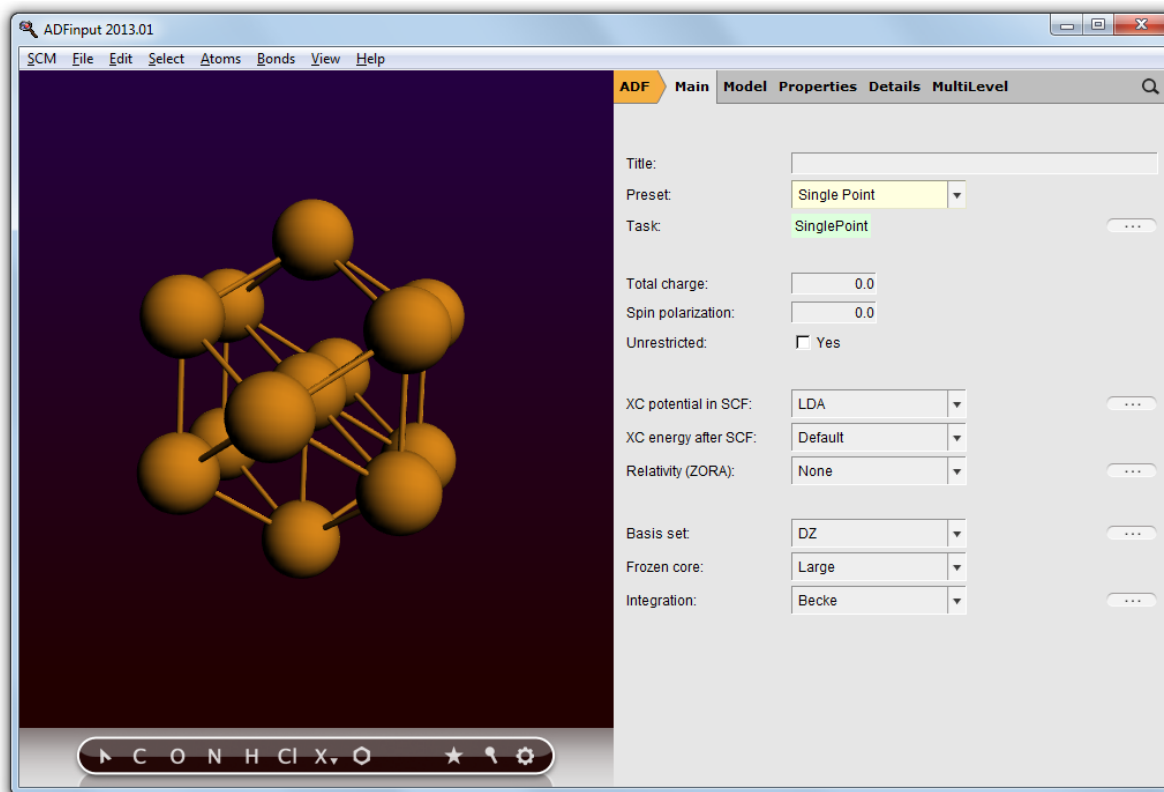 ADFinput 2013.01
SCM File Edit Select Atoms Bonds View Help
ADF Main Model Properties Details MultiLevel
Title:
Preset: Single Point
Task: SinglePoint ...
Total charge: 0.0
Spin polarization: 0.0
Unrestricted: Yes
XC potential in SCF: LDA ...
XC energy after SCF: Default
Relativity (ZORA): None ...
Basis set: DZ ...
Frozen core: Large
Integration: Becke ...
C O N H Cl X